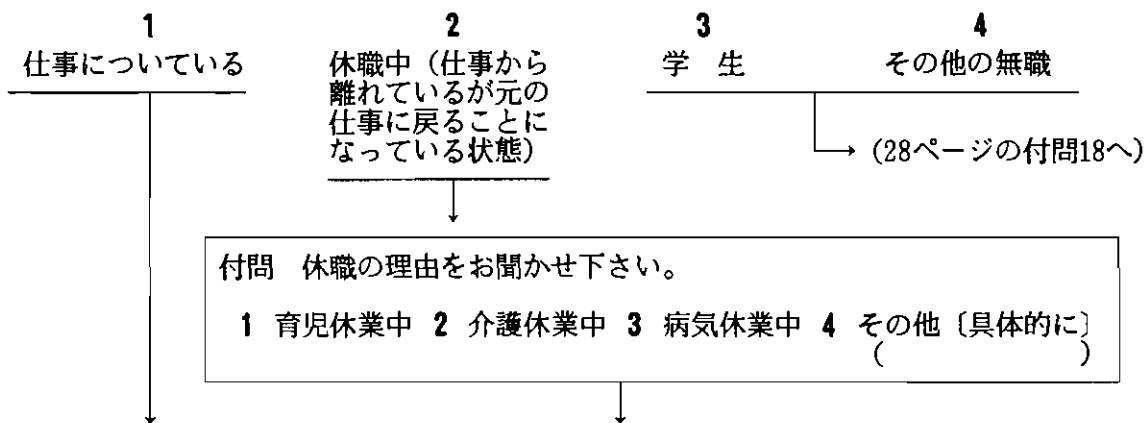 1 2 3 4
仕事についている 休職中（仕事から 学 生 その他の無職
離れているが元の
仕事に戻ることに
なっている状態）
(28ページの付問18へ)
付問 休職の理由をお聞かせ下さい。
1 育児休業中 2 介護休業中 3 病気休業中 4 その他〔具体的に〕
( )